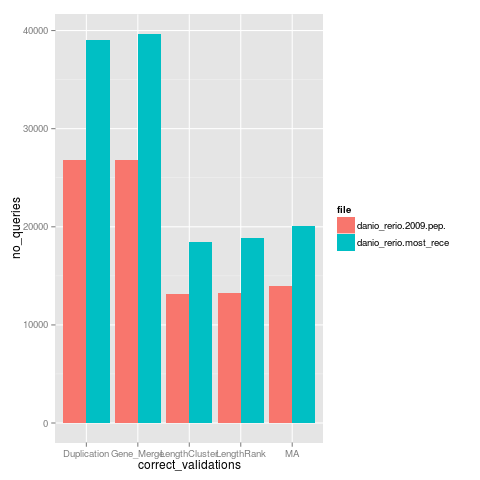 40000
30000
20000
10000
0
no_queries
Duplication Gene_Merge LengthCluster LengthRank MA
correct_validations
file
danio_rerio.2009.pep.
danio_rerio.most_rece